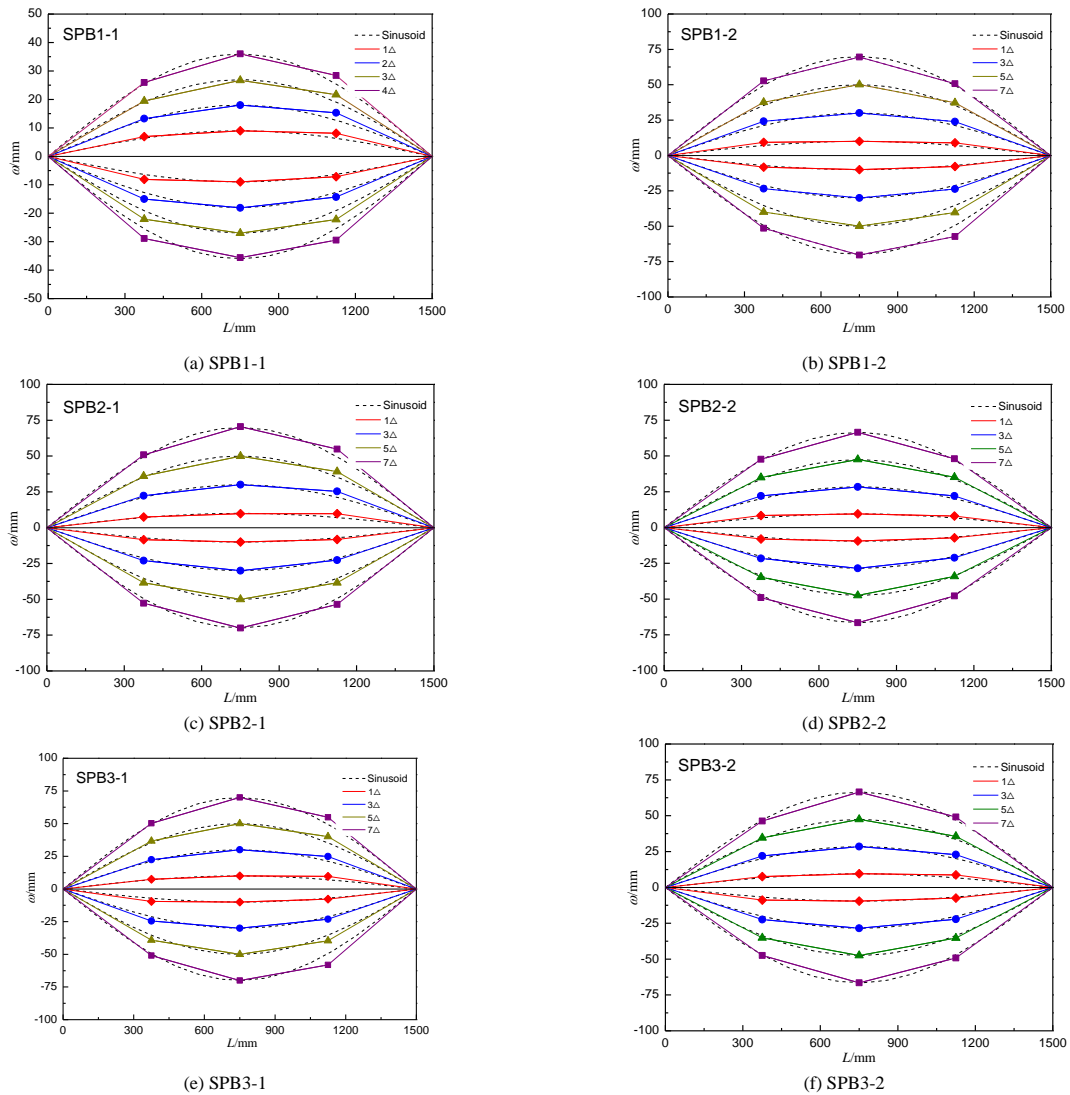 SPB1-1
Sinusoid
1△
2△
3△
4△
50
40
30
20
10
0
-10
-20
-30
-40
-50
ω/mm
0 300 600 900 1200 1500
L/mm
(a) SPB1-1
SPB1-2
Sinusoid
1△
3△
5△
7△
100
75
50
25
0
-25
-50
-75
-100
ω/mm
0 300 600 900 1200 1500
L/mm
(b) SPB1-2
SPB2-1
Sinusoid
1△
3△
5△
7△
100
75
50
25
0
-25
-50
-75
-100
ω/mm
0 300 600 900 1200 1500
L/mm
(c) SPB2-1
SPB2-2
Sinusoid
1△
3△
5△
7△
100
75
50
25
0
-25
-50
-75
-100
ω/mm
0 300 600 900 1200 1500
L/mm
(d) SPB2-2
SPB3-1
Sinusoid
1△
3△
5△
7△
100
75
50
25
0
-25
-50
-75
-100
ω/mm
0 300 600 900 1200 1500
L/mm
(e) SPB3-1
SPB3-2
Sinusoid
1△
3△
5△
7△
100
75
50
25
0
-25
-50
-75
-100
ω/mm
0 300 600 900 1200 1500
L/mm
(f) SPB3-2